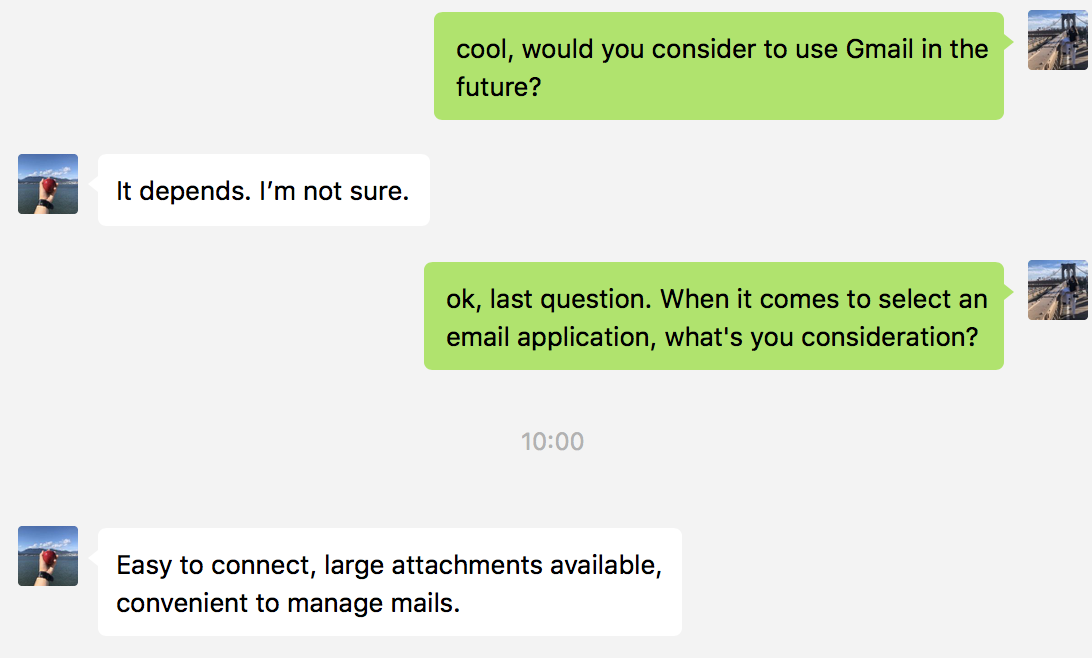 cool, would you consider to use Gmail in the
future?
It depends. I’m not sure.
ok, last question. When it comes to select an
email application, what's you consideration?
10:00
Easy to connect, large attachments available,
convenient to manage mails.